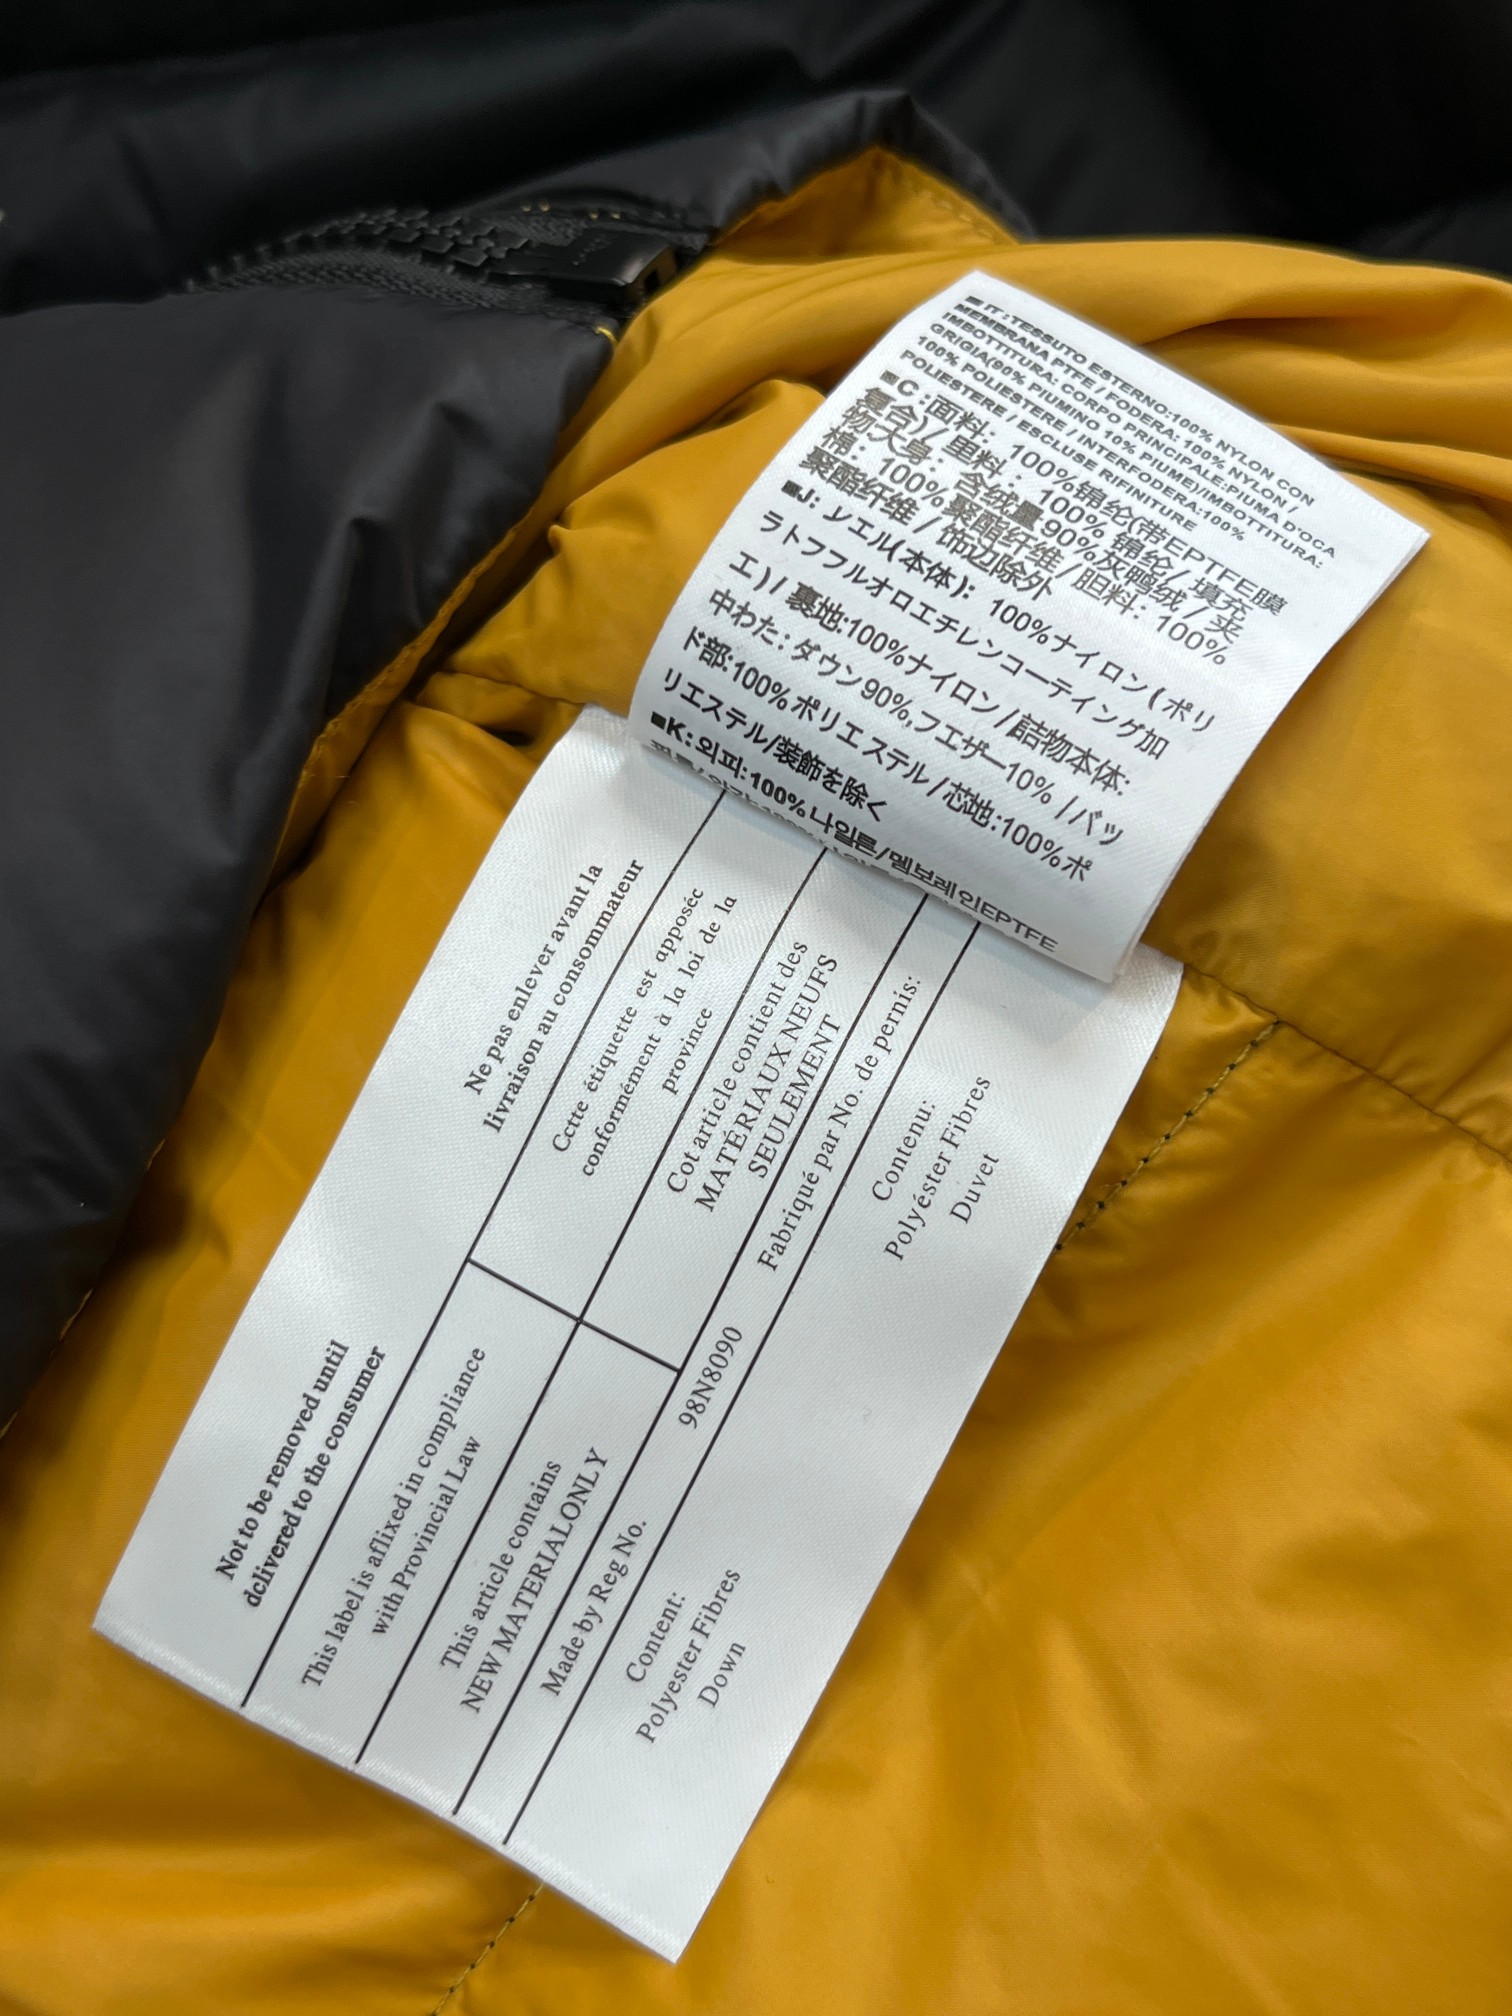 ■IT:TESSUTO ESTERNO:100% NYLON CON
MEMBRANA PTFE / FODERA: 100% NYLON /
IMBOTTITURA: CORPO PRINCIPALE:PIUMA D'OCA
GRIGIA(90% PIUMINO 10% PIUME)/IMBOTTITURA:
100% POLIESTERE / INTERFODERA:100%
POLIESTERE / ESCLUSE RIFINITURE
■C:面料: 100%锦纶(带EPTFE膜
复合)/里料: 100% 锦纶/ 填充
物:大身: 含绒量90%灰鸭绒 / 夹
棉: 100% 聚酯纤维/胆料: 100%
聚酯纤维 / 饰边除外
■J: シエル(本体): 100%ナイロン(ポリ
ラトフフルオロエチレンコーティング加
工)/ 裏地:100%ナイロン/詰物本体:
中わた: ダウン90%,フエザー10% /バッ
ド部:100%ポリエステル/芯地:100%ポ
リエステル/装飾を除く
■K:외피:100%나일론/멤보레인EPTFE
Ne pas enlever avant la
livraison au consommateur
Cctte étiquette est apposéc
conformément à la loi de la
province
Cot article contient des
MATÉRIAUX NEUFS
SEULEMENT
Fabriqué par No. de pernis:
98N8090
Contenu:
Polyéster Fibres
Duvet
Not to be removed until
dclivered to the consumer
This label is aflixed in compliance
with Provincial Law
This article contains
NEW MATERIALONLY
Made by Reg No.
Content:
Polyester Fibres
Down